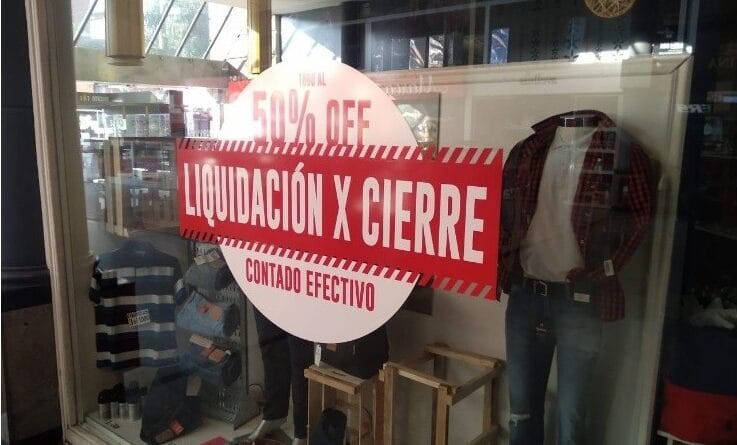 TODO AL
50% OFF
LIQUIDACIÓN X CIERRE
CONTADO EFECTIVO